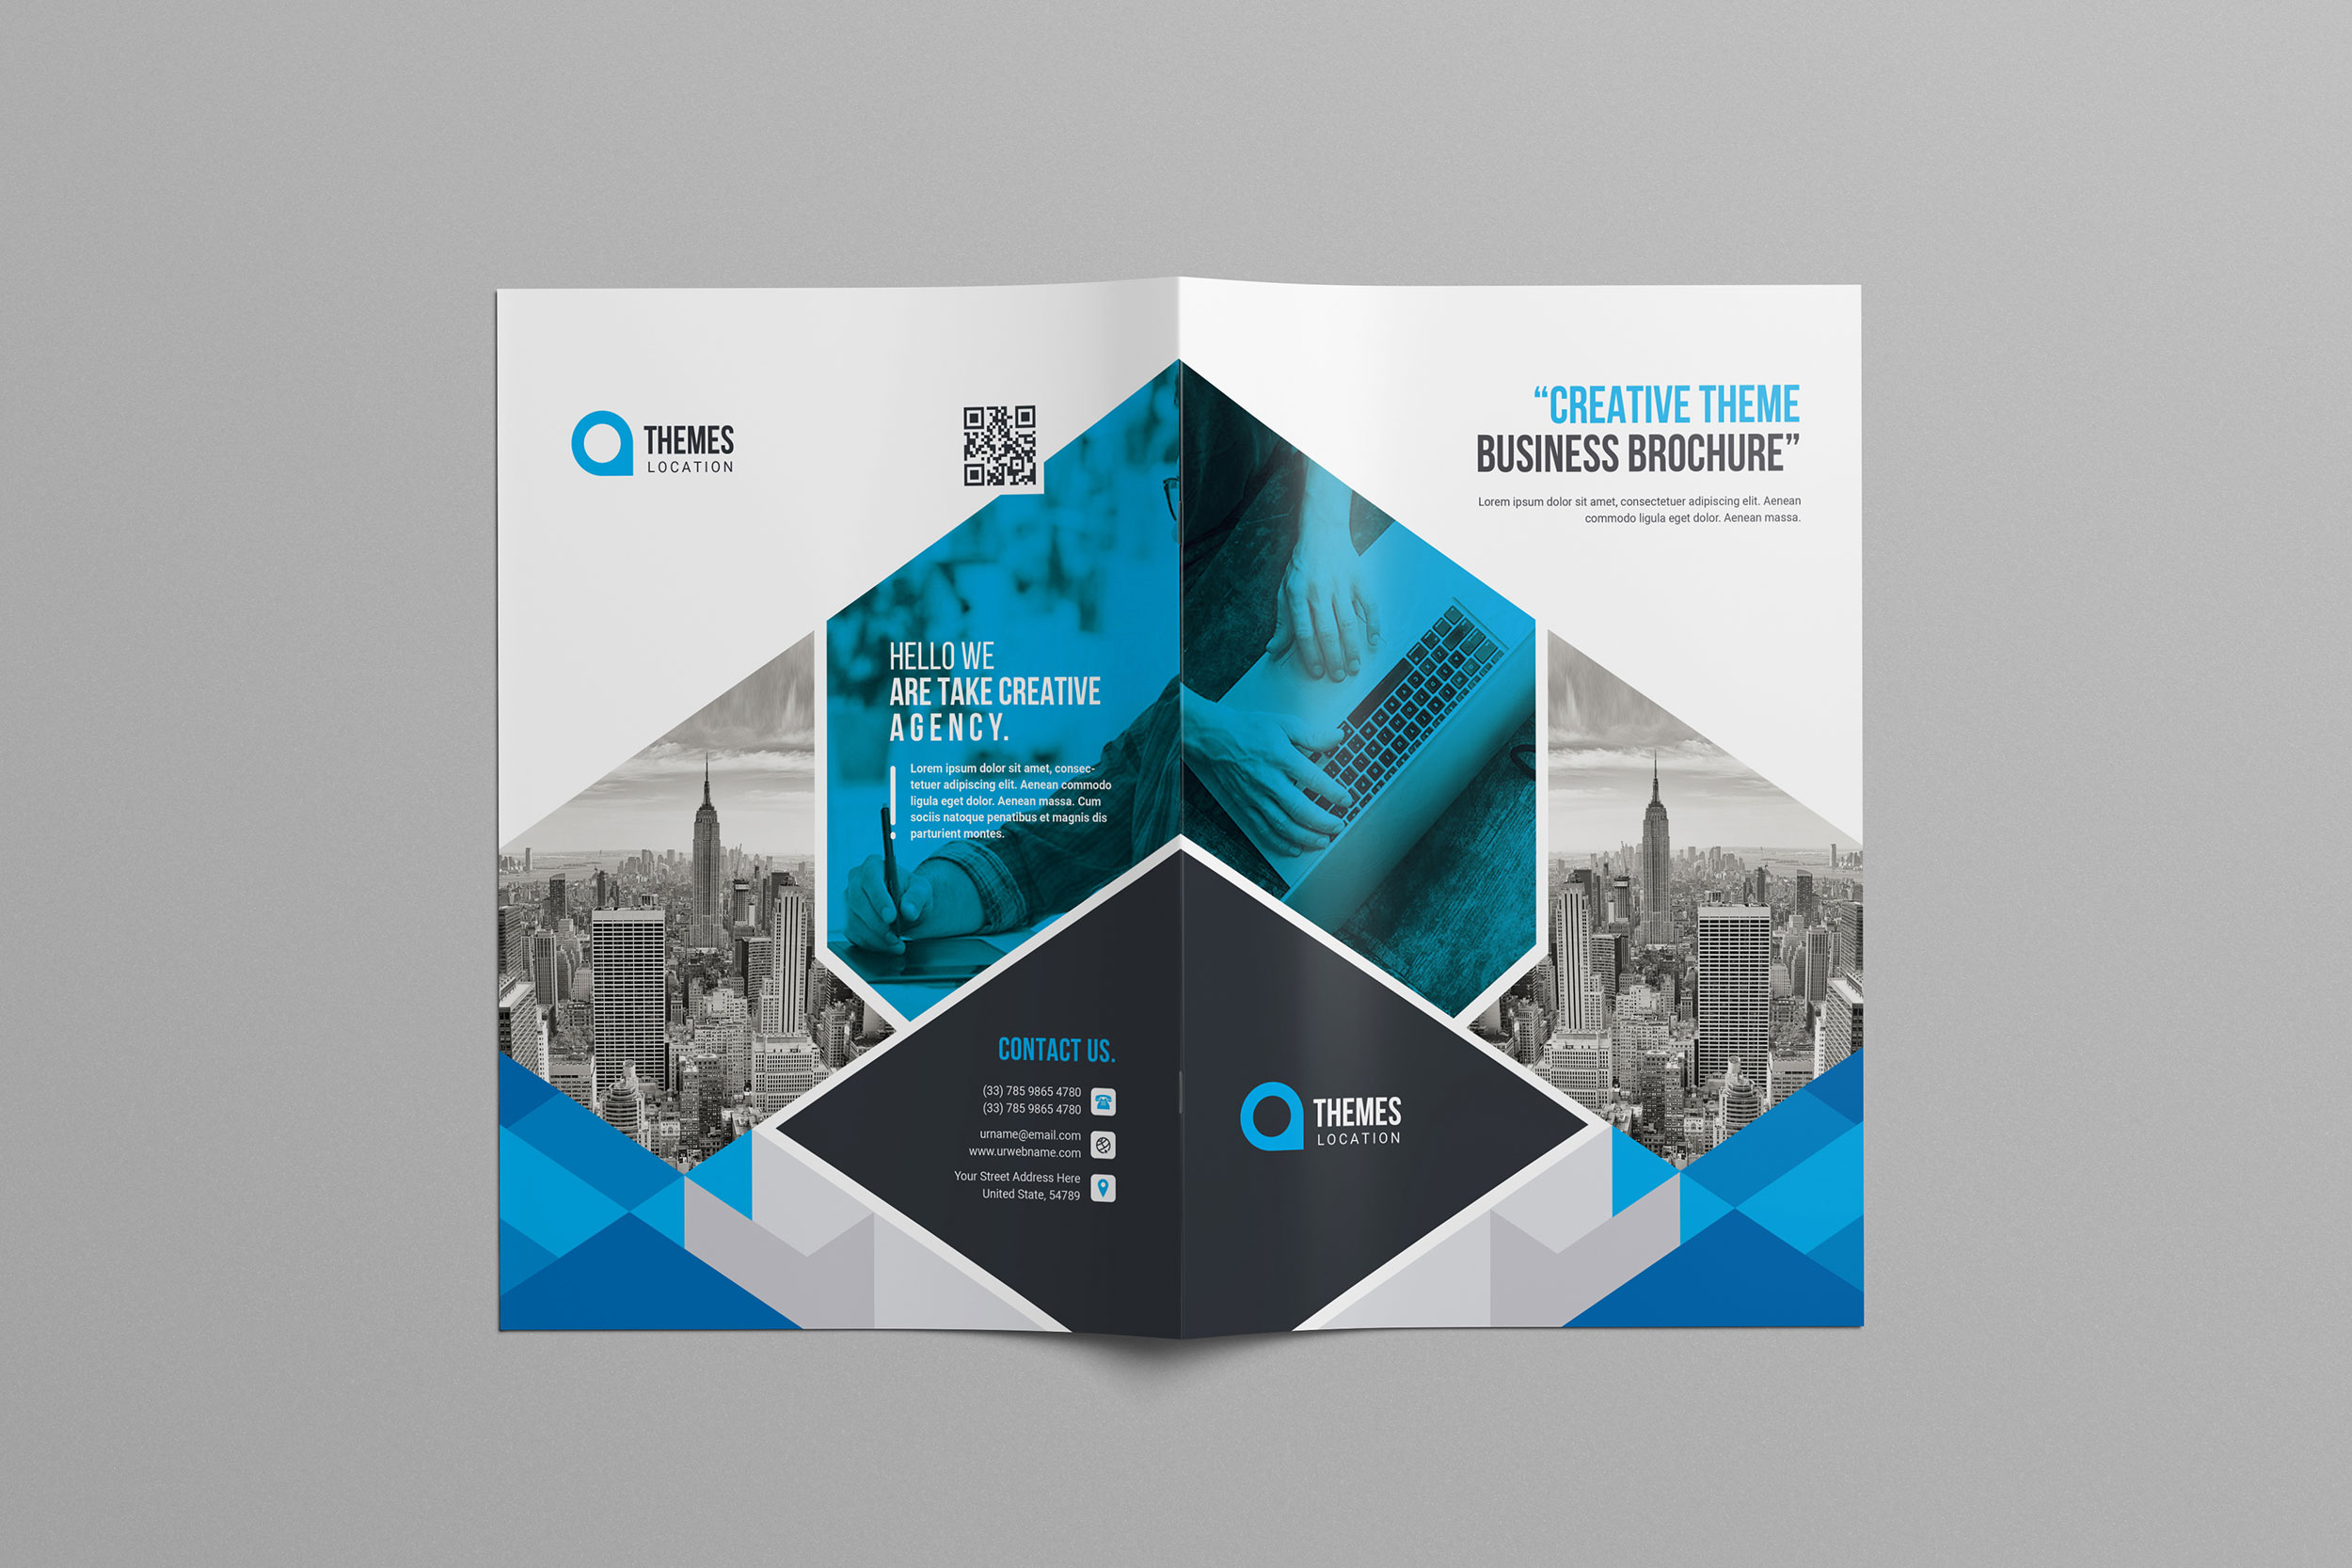 THEMES
LOCATION
HELLO WE
ARE TAKE CREATIVE
AGENCY.
Lorem ipsum dolor sit amet, consec-
tetuer adipiscing elit. Aenean commodo
ligula eget dolor. Aenean massa. Cum
sociis natoque penatibus et magnis dis
parturient montes.
CONTACT US.
(33) 785 9865 4780
(33) 785 9865 4780
urname@email.com
www.urwebname.com
Your Street Address Here
United State, 54789
“CREATIVE THEME
BUSINESS BROCHURE”
Lorem ipsum dolor sit amet, consectetuer adipiscing elit. Aenean
commodo ligula eget dolor. Aenean massa.
THEMES
LOCATION